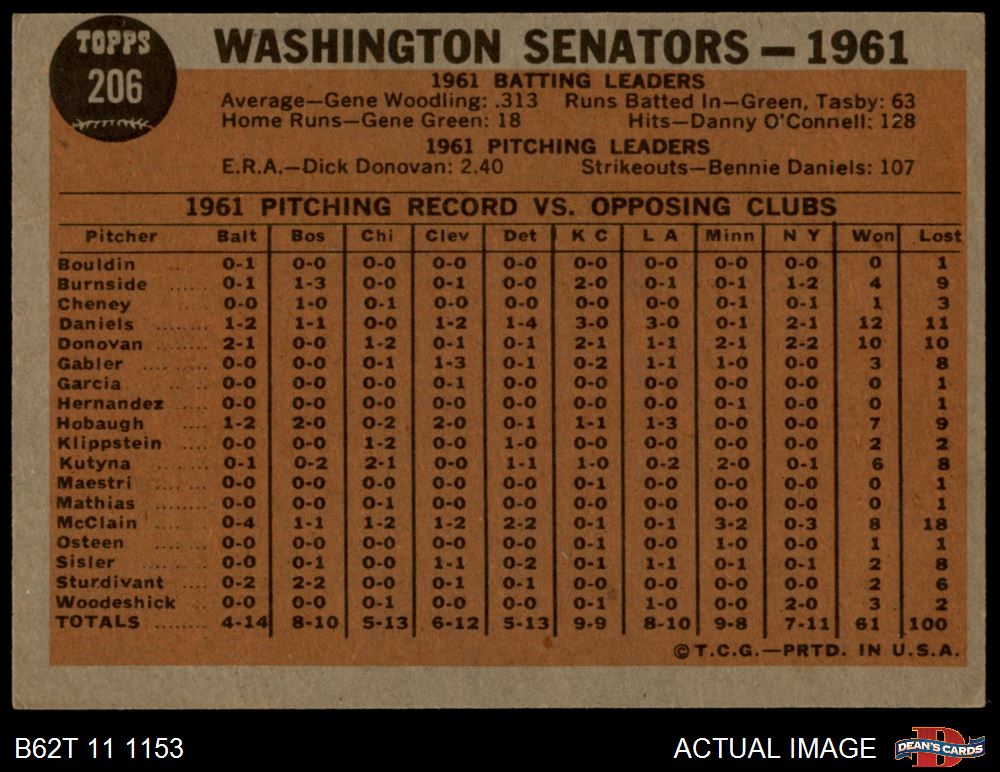 TOPPS
206
WASHINGTON SENATORS — 1961
1961 BATTING LEADERS
Average—Gene Woodling: .313 Runs Batted In—Green, Tasby: 63
Home Runs—Gene Green: 18 Hits—Danny O'Connell: 128
1961 PITCHING LEADERS
E.R.A.—Dick Donovan: 2.40 Strikeouts—Bennie Daniels: 107
1961 PITCHING RECORD VS. OPPOSING CLUBS
Pitcher Balt Bos Chi Clev Det K C L A Minn N Y Won Lost
Bouldin ..... 0-1 0-0 0-0 0-0 0-0 0-0 0-0 0-0 0-0 0 1
Burnside ..... 0-1 1-3 0-0 0-1 0-0 2-0 0-1 0-1 1-2 4 9
Cheney ..... 0-0 1-0 0-1 0-0 0-0 0-0 0-0 0-1 0-1 1 3
Daniels ..... 1-2 1-1 0-0 1-2 1-4 3-0 3-0 0-1 2-1 12 11
Donovan ..... 2-1 0-0 1-2 0-1 0-1 2-1 1-1 2-1 2-2 10 10
Gabler ..... 0-0 0-0 0-1 1-3 0-1 0-2 1-1 1-0 0-0 3 8
Garcia ..... 0-0 0-0 0-0 0-1 0-0 0-0 0-0 0-0 0-0 0 1
Hernandez ..... 0-0 0-0 0-0 0-0 0-0 0-0 0-0 0-1 0-0 0 1
Hobaugh ..... 1-2 2-0 0-2 2-0 0-1 1-1 1-3 0-0 0-0 7 9
Klippstein ..... 0-0 0-0 1-2 0-0 1-0 0-0 0-0 0-0 0-0 2 2
Kutyna ..... 0-1 0-2 2-1 0-0 1-1 1-0 0-2 2-0 0-1 6 8
Maestri ..... 0-0 0-0 0-0 0-0 0-0 0-1 0-0 0-0 0-0 0 1
Mathias ..... 0-0 0-0 0-1 0-0 0-0 0-0 0-0 0-0 0-0 0 1
McClain ..... 0-4 1-1 1-2 1-2 2-2 0-1 0-1 3-2 0-3 8 18
Osteen ..... 0-0 0-0 0-0 0-0 0-0 0-1 0-0 1-0 0-0 1 1
Sisler ..... 0-0 0-1 0-0 1-1 0-2 0-1 1-1 0-1 0-1 2 8
Sturdivant ..... 0-2 2-2 0-0 0-1 0-1 0-0 0-0 0-0 0-0 2 6
Woodeshick .. 0-0 0-0 0-1 0-0 0-0 0-1 1-0 0-0 2-0 3 2
TOTALS ..... 4-14 8-10 5-13 6-12 5-13 9-9 8-10 9-8 7-11 61 100
©T.C.G.—PRTD. IN U.S.A.
B62T 11 1153 ACTUAL IMAGE
D
DEAN'S CARDS